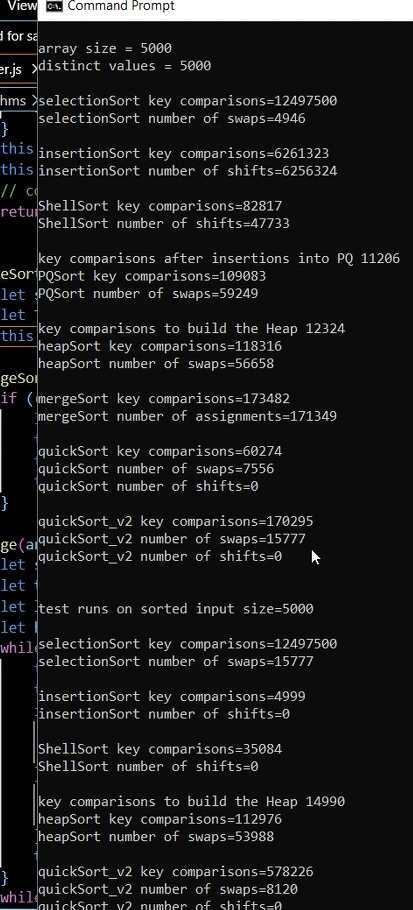 View
Command Prompt
d for sa
er.js
hms
}
this
this
// co
retur
eSort
let
let
this
geSor
if (
}
ge(ar
let
let
let
let
while
}
while
array size = 5000
distinct values = 5000
selectionSort key comparisons=12497500
selectionSort number of swaps=4946
insertionSort key comparisons=6261323
insertionSort number of shifts=6256324
ShellSort key comparisons=82817
ShellSort number of shifts=47733
key comparisons after insertions into PQ 11206
PQSort key comparisons=109083
PQSort number of swaps=59249
key comparisons to build the Heap 12324
heapSort key comparisons=118316
heapSort number of swaps=56658
mergeSort key comparisons=173482
mergeSort number of assignments=171349
quickSort key comparisons=60274
quickSort number of swaps=7556
quickSort number of shifts=0
quickSort_v2 key comparisons=170295
quickSort_v2 number of swaps=15777
quickSort_v2 number of shifts=0
test runs on sorted input size=5000
selectionSort key comparisons=12497500
selectionSort number of swaps=15777
insertionSort key comparisons=4999
insertionSort number of shifts=0
ShellSort key comparisons=35084
ShellSort number of shifts=0
key comparisons to build the Heap 14990
heapSort key comparisons=112976
heapSort number of swaps=53988
quickSort_v2 key comparisons=578226
quickSort_v2 number of swaps=8120
quickSort_v2 number of shifts=0